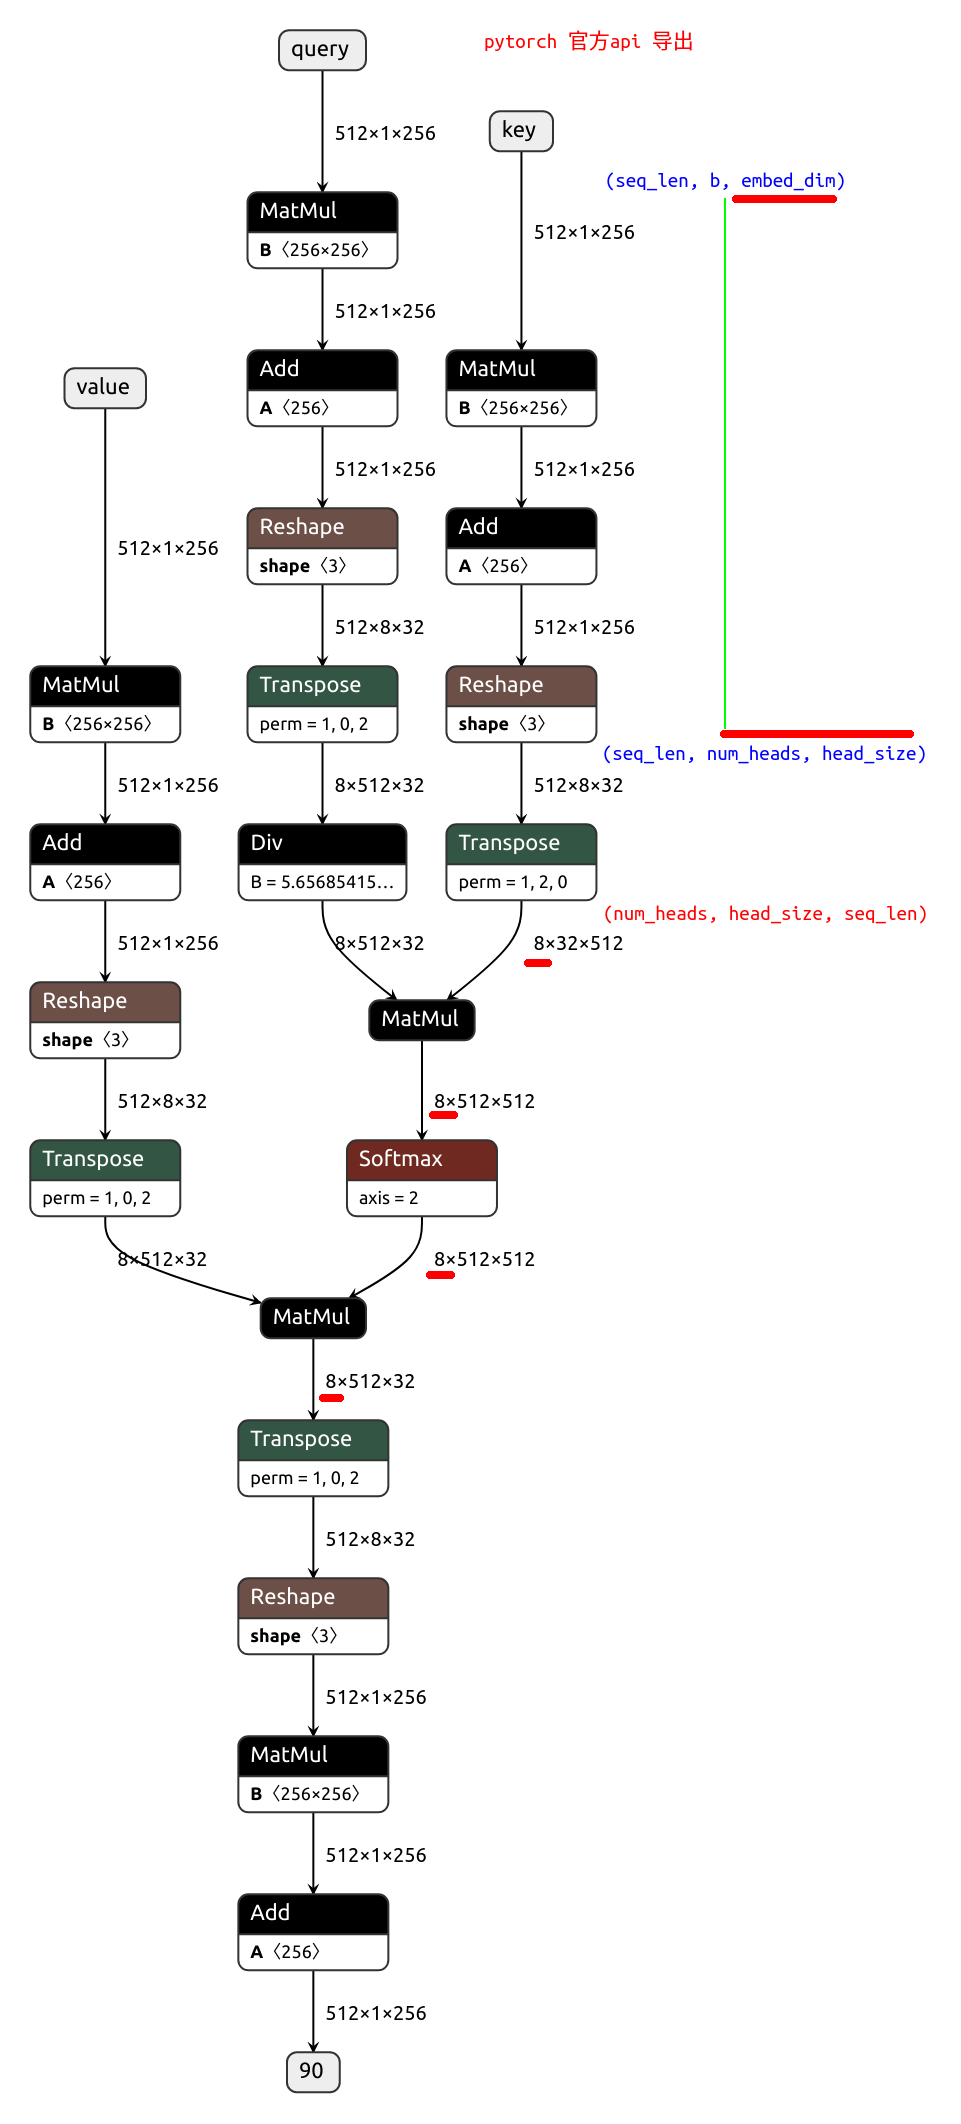 query
pytorch 官方api 导出
512×1×256
key
(seq_len, b, embed_dim)
MatMul
B〈256×256〉
512×1×256
512×1×256
Add
A〈256〉
MatMul
B〈256×256〉
value
512×1×256
512×1×256
Reshape
shape〈3〉
Add
A〈256〉
512×1×256
512×8×32
512×1×256
MatMul
B〈256×256〉
Transpose
perm = 1, 0, 2
Reshape
shape〈3〉
(seq_len, num_heads, head_size)
512×1×256
8×512×32
512×8×32
Add
A〈256〉
Div
B = 5.65685415…
Transpose
perm = 1, 2, 0
(num_heads, head_size, seq_len)
512×1×256
8×512×32
8×32×512
Reshape
shape〈3〉
MatMul
512×8×32
8×512×512
Transpose
perm = 1, 0, 2
Softmax
axis = 2
8×512×32
8×512×512
MatMul
8×512×32
Transpose
perm = 1, 0, 2
512×8×32
Reshape
shape〈3〉
512×1×256
MatMul
B〈256×256〉
512×1×256
Add
A〈256〉
512×1×256
90